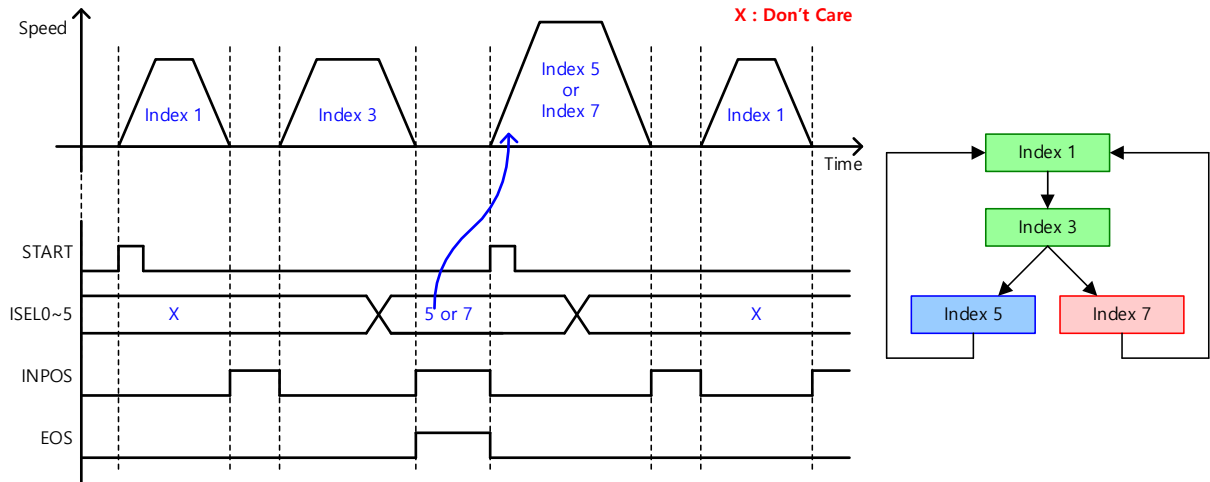 X : Don't Care
Speed
Index 1
Index 3
Index 5
or
Index 7
Index 1
Time
START
ISEL0~5
X
5 or 7
X
INPOS
EOS
Index 1
Index 3
Index 5
Index 7